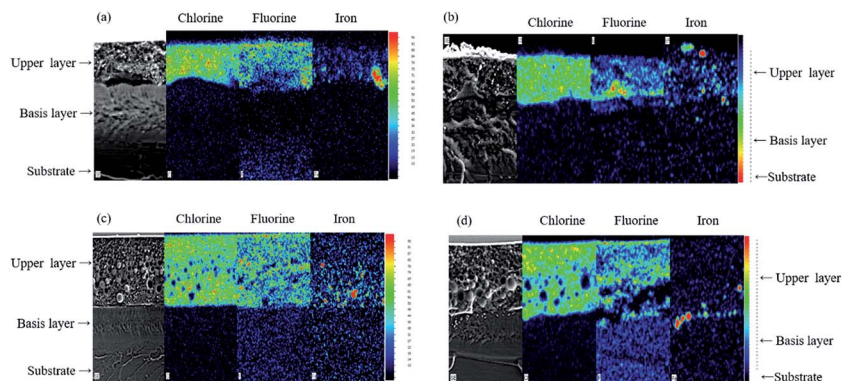 (a)
Chlorine Fluorine Iron
Upper layer→
Basis layer→
Substrate→
(b)
Chlorine Fluorine Iron
←Upper layer
←Basis layer
←Substrate
(c)
Chlorine Fluorine Iron
Upper layer→
Basis layer→
Substrate→
(d)
Chlorine Fluorine Iron
← Upper layer
← Basis layer
←Substrate